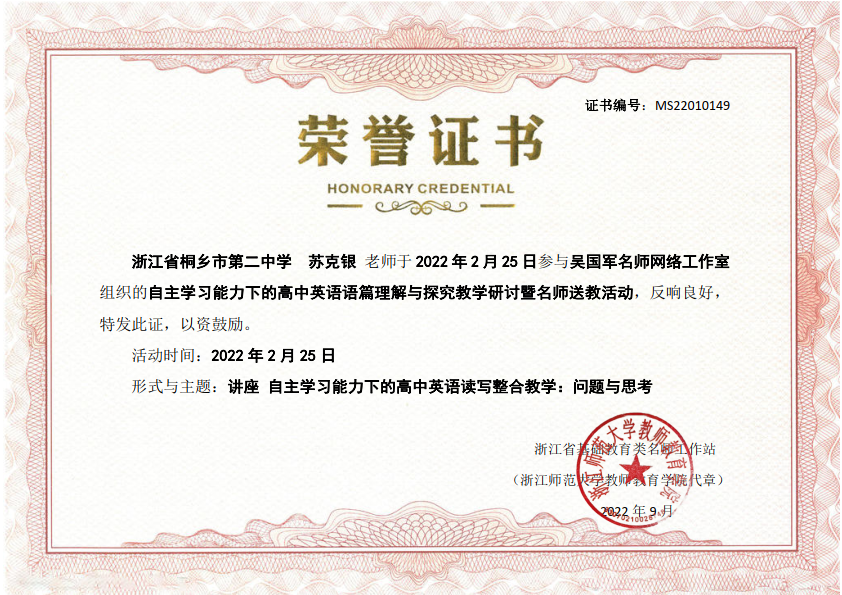 证书编号：MS22010149
荣誉证书
HONORARY CREDENTIAL
浙江省桐乡市第二中学 苏克银 老师于 2022 年 2 月 25 日参与吴国军名师网络工作室
组织的自主学习能力下的高中英语语篇理解与探究教学研讨暨名师送教活动，反响良好，
特发此证，以资鼓励。
活动时间：2022 年 2 月 25 日
形式与主题：讲座 自主学习能力下的高中英语读写整合教学：问题与思考
浙江省基础教育类名师工作站
（浙江师范大学教师教育学院代章）
2022 年 9 月
浙江师范大学教师教育学院